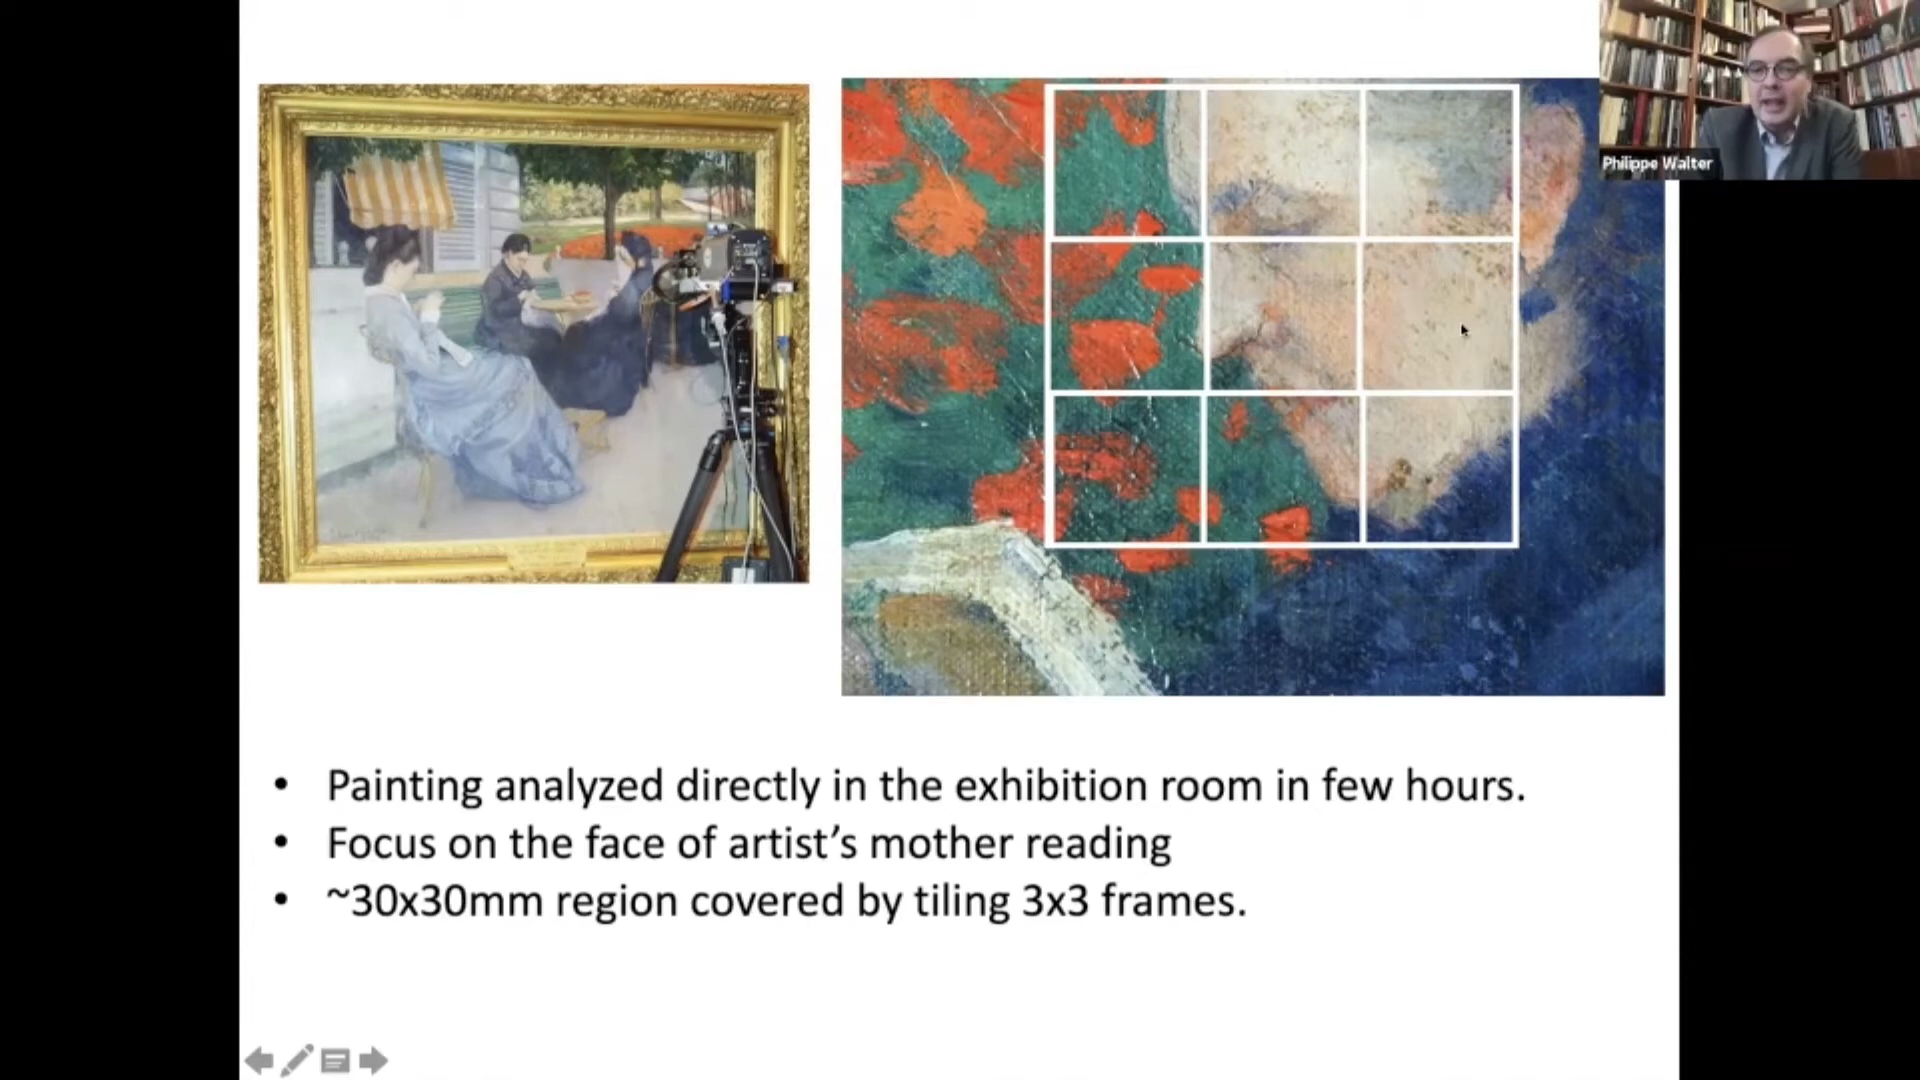 Philippe Walter
• Painting analyzed directly in the exhibition room in few hours.
• Focus on the face of artist's mother reading
• ~30x30mm region covered by tiling 3x3 frames.